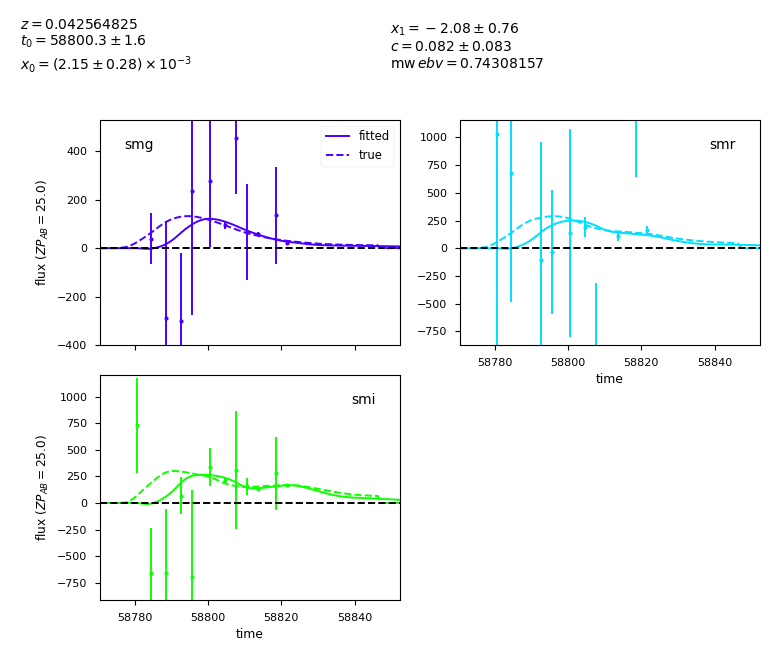 z = 0.042564825
t₀ = 58800.3 ± 1.6
x₀ = (2.15 ± 0.28) × 10⁻³
x₁ = −2.08 ± 0.76
c = 0.082 ± 0.083
mw ebv = 0.74308157
smg
fitted
true
400
200
0
−200
−400
flux (ZP_AB = 25.0)
smr
1000
750
500
250
0
−250
−500
−750
58780 58800 58820 58840
time
smi
1000
750
500
250
0
−250
−500
−750
flux (ZP_AB = 25.0)
58780 58800 58820 58840
time